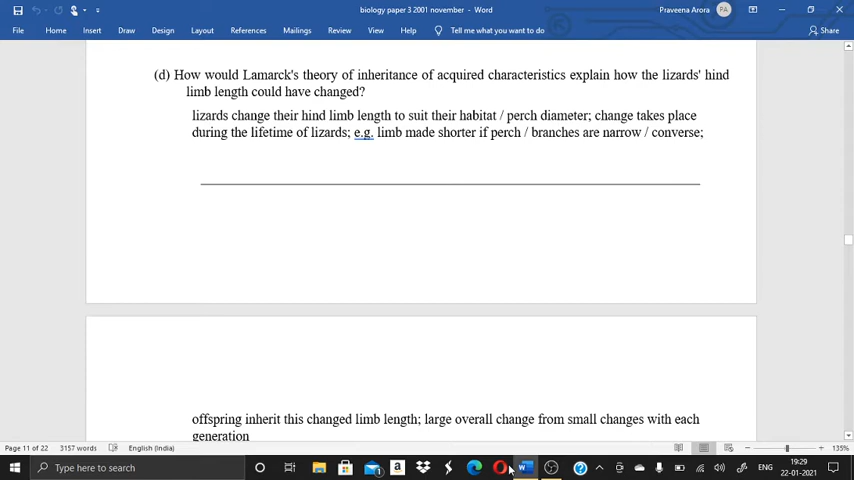 biology paper 3 2001 november - Word
Praveena Arora PA
File Home Insert Draw Design Layout References Mailings Review View Help Tell me what you want to do Share
(d) How would Lamarck's theory of inheritance of acquired characteristics explain how the lizards' hind
limb length could have changed?
lizards change their hind limb length to suit their habitat / perch diameter; change takes place
during the lifetime of lizards; e.g. limb made shorter if perch / branches are narrow / converse;
offspring inherit this changed limb length; large overall change from small changes with each
generation
Page 11 of 22 3157 words English (India) 135%
Type here to search ENG 19:29
22-01-2021